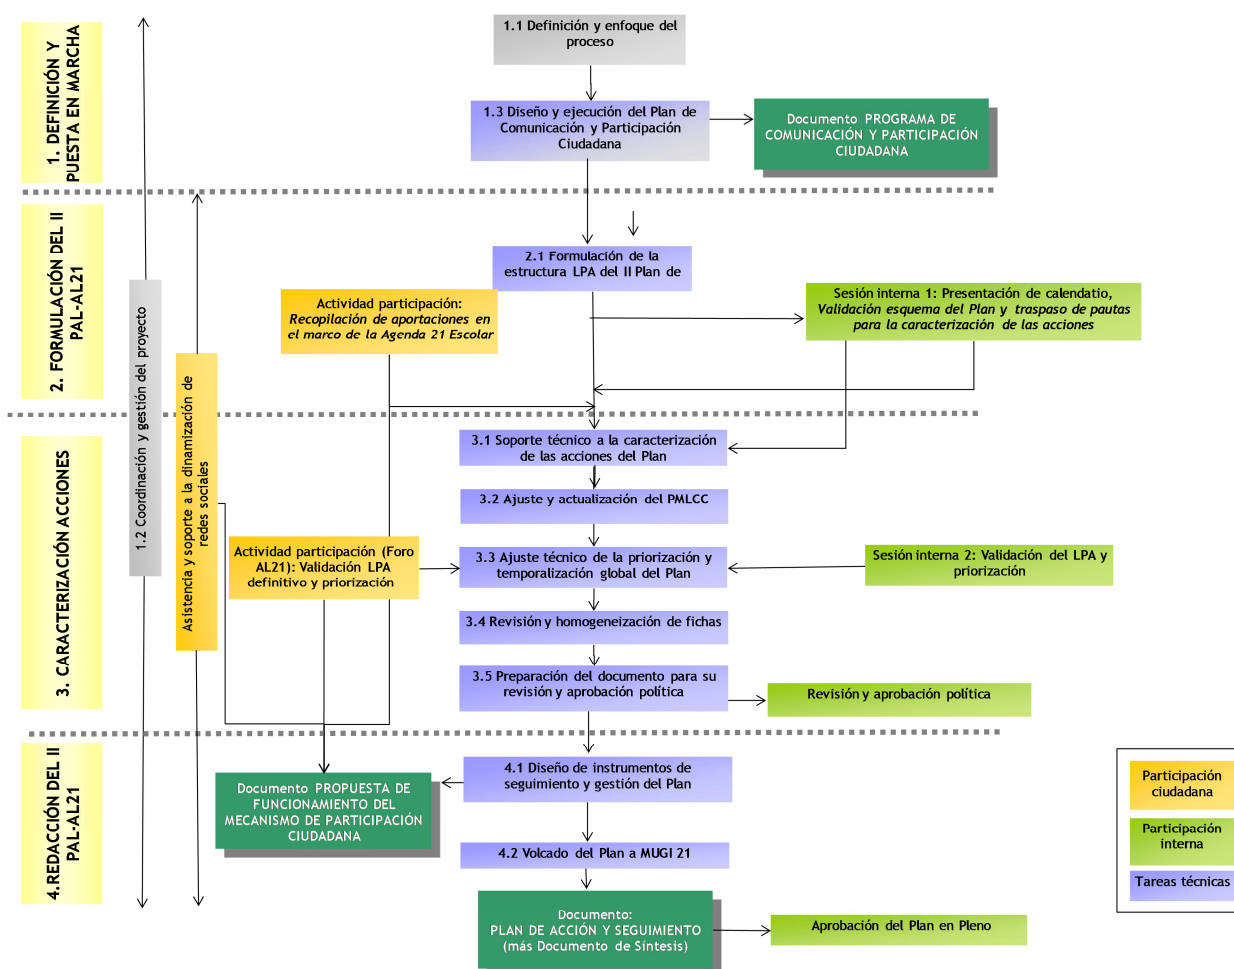 1. DEFINICIÓN Y
PUESTA EN MARCHA
1.1 Definición y enfoque del
proceso
1.3 Diseño y ejecución del Plan de
Comunicación y Participación
Ciudadana
Documento PROGRAMA DE
COMUNICACIÓN Y PARTICIPACIÓN
CIUDADANA
2. FORMULACIÓN DEL II
PAL-AL21
2.1 Formulación de la
estructura LPA del II Plan de
Actividad participación:
Recopilación de aportaciones en
el marco de la Agenda 21 Escolar
Sesión interna 1: Presentación de calendatio,
Validación esquema del Plan y traspaso de pautas
para la caracterización de las acciones
1.2 Coordinación y gestión del proyecto
Asistencia y soporte a la dinamización de
redes sociales
3. CARACTERIZACIÓN ACCIONES
3.1 Soporte técnico a la caracterización
de las acciones del Plan
3.2 Ajuste y actualización del PMLCC
Actividad participación (Foro
AL21): Validación LPA
definitivo y priorización
3.3 Ajuste técnico de la priorización y
temporalización global del Plan
Sesión interna 2: Validación del LPA y
priorización
3.4 Revisión y homogeneización de fichas
3.5 Preparación del documento para su
revisión y aprobación política
Revisión y aprobación política
4.REDACCIÓN DEL II
PAL-AL21
4.1 Diseño de instrumentos de
seguimiento y gestión del Plan
Documento PROPUESTA DE
FUNCIONAMIENTO DEL
MECANISMO DE PARTICIPACIÓN
CIUDADANA
4.2 Volcado del Plan a MUGI 21
Documento:
PLAN DE ACCIÓN Y SEGUIMIENTO
(más Documento de Síntesis)
Aprobación del Plan en Pleno
Participación
ciudadana
Participación
interna
Tareas técnicas